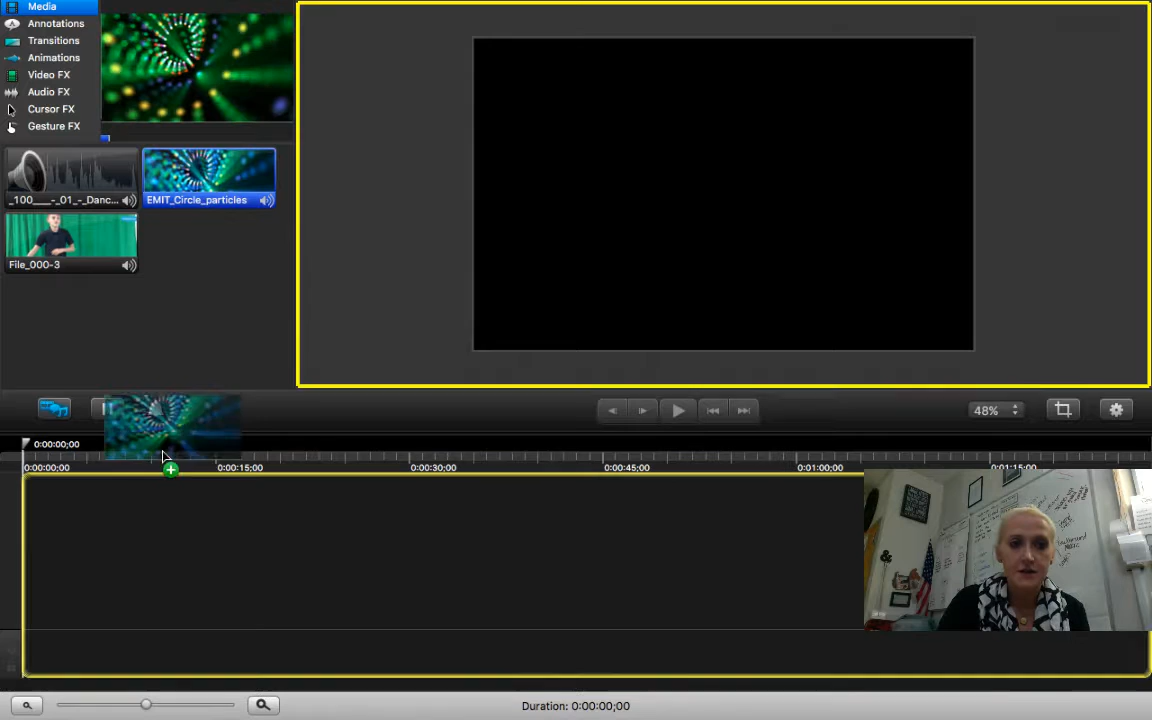 Media
Annotations
Transitions
Animations
Video FX
Audio FX
Cursor FX
Gesture FX
_100___-_01_-_Danc...
EMIT_Circle_particles
File_000-3
48%
0:00:00;00
0:00:00;00
0:00:15;00
0:00:30;00
0:00:45;00
0:01:00;00
0:01:15;00
Duration: 0:00:00;00